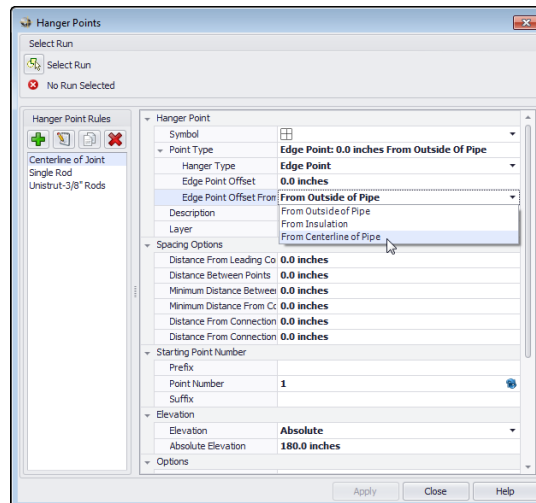 Hanger Points
Select Run
Select Run
No Run Selected
Hanger Point Rules
Centerline of Joint
Single Rod
Unistrut-3/8" Rods
Hanger Point
Symbol
Point Type Edge Point: 0.0 inches From Outside Of Pipe
Hanger Type Edge Point
Edge Point Offset 0.0 inches
Edge Point Offset From From Outside of Pipe
Description From Outside of Pipe
From Insulation
Layer From Centerline of Pipe
Spacing Options
Distance From Leading Co 0.0 inches
Distance Between Points 0.0 inches
Minimum Distance Between 0.0 inches
Minimum Distance From Co 0.0 inches
Distance From Connection 0.0 inches
Distance From Connection 0.0 inches
Starting Point Number
Prefix
Point Number 1
Suffix
Elevation
Elevation Absolute
Absolute Elevation 180.0 inches
Options
Apply Close Help